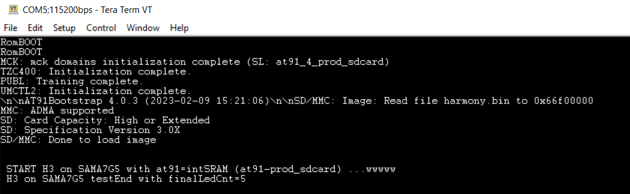 COM5:115200bps - Tera Term VT
File Edit Setup Control Window Help
RomBOOT
RomBOOT
MCK: mck domains initialization complete (SL: at91_4_prod_sdcard)
TZC400: Initialization complete.
PUBL: Training complete.
UMCTL2: Initialization complete.
\n\nAT91Bootstrap 4.0.3 (2023-02-09 15:21:06)\n\nSD/MMC: Image: Read file harmony.bin to 0x66f00000
MMC: ADMA supported
SD: Card Capacity: High or Extended
SD: Specification Version 3.0X
SD/MMC: Done to load image
START H3 on SAMA7G5 with at91=intSRAM (at91-prod_sdcard) ...vvvvv
H3 on SAMA7G5 testEnd with finalLedCnt=5